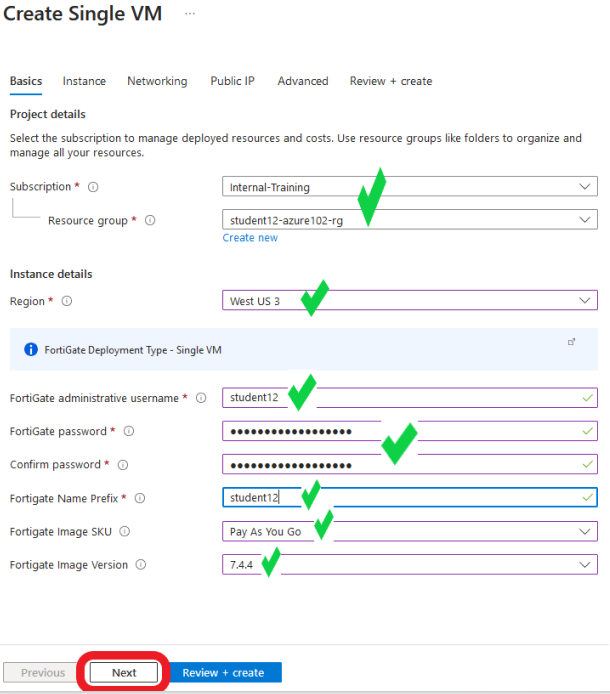 Create Single VM ...
Basics Instance Networking Public IP Advanced Review + create
Project details
Select the subscription to manage deployed resources and costs. Use resource groups like folders to organize and
manage all your resources.
Subscription * Internal-Training
Resource group * student12-azure102-rg
Create new
Instance details
Region * West US 3
FortiGate Deployment Type - Single VM
FortiGate administrative username * student12
FortiGate password * ●●●●●●●●●●●●●●●●●●
Confirm password * ●●●●●●●●●●●●●●●●●●
Fortigate Name Prefix * student12
Fortigate Image SKU Pay As You Go
Fortigate Image Version 7.4.4
Previous Next Review + create